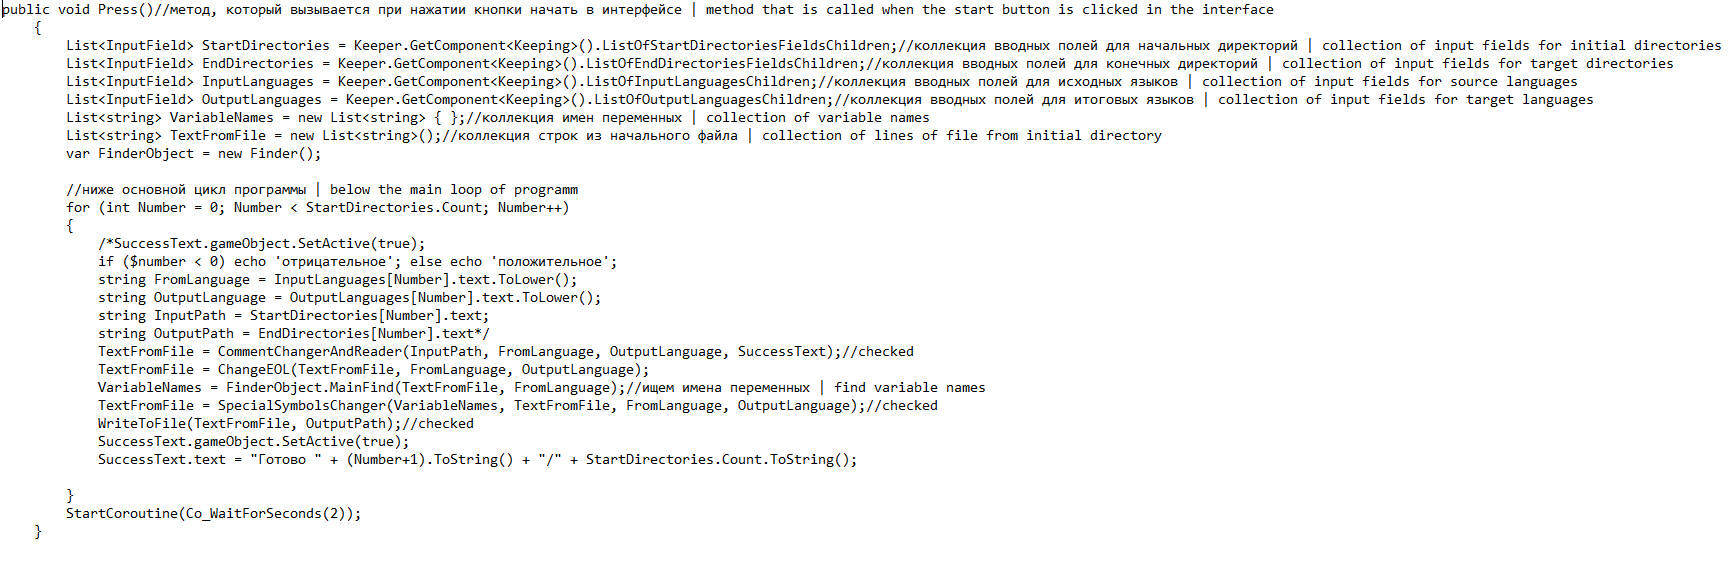 public void Press()//метод, который вызывается при нажатии кнопки начать в интерфейсе | method that is called when the start button is clicked in the interface
{
List<InputField> StartDirectories = Keeper.GetComponent<Keeping>().ListOfStartDirectoriesFieldsChildren;//коллекция вводных полей для начальных директорий | collection of input fields for initial directories
List<InputField> EndDirectories = Keeper.GetComponent<Keeping>().ListOfEndDirectoriesFieldsChildren;//коллекция вводных полей для конечных директорий | collection of input fields for target directories
List<InputField> InputLanguages = Keeper.GetComponent<Keeping>().ListOfInputLanguagesChildren;//коллекция вводных полей для исходных языков | collection of input fields for source languages
List<InputField> OutputLanguages = Keeper.GetComponent<Keeping>().ListOfOutputLanguagesChildren;//коллекция вводных полей для итоговых языков | collection of input fields for target languages
List<string> VariableNames = new List<string> { };//коллекция имен переменных | collection of variable names
List<string> TextFromFile = new List<string>();//коллекция строк из начального файла | collection of lines of file from initial directory
var FinderObject = new Finder();
//ниже основной цикл программы | below the main loop of programm
for (int Number = 0; Number < StartDirectories.Count; Number++)
{
/*SuccessText.gameObject.SetActive(true);
if ($number < 0) echo 'отрицательное'; else echo 'положительное';
string FromLanguage = InputLanguages[Number].text.ToLower();
string OutputLanguage = OutputLanguages[Number].text.ToLower();
string InputPath = StartDirectories[Number].text;
string OutputPath = EndDirectories[Number].text*/
TextFromFile = CommentChangerAndReader(InputPath, FromLanguage, OutputLanguage, SuccessText);//checked
TextFromFile = ChangeEOL(TextFromFile, FromLanguage, OutputLanguage);
VariableNames = FinderObject.MainFind(TextFromFile, FromLanguage);//ищем имена переменных | find variable names
TextFromFile = SpecialSymbolsChanger(VariableNames, TextFromFile, FromLanguage, OutputLanguage);//checked
WriteToFile(TextFromFile, OutputPath);//checked
SuccessText.gameObject.SetActive(true);
SuccessText.text = "Готово " + (Number+1).ToString() + "/" + StartDirectories.Count.ToString();
}
StartCoroutine(Co_WaitForSeconds(2));
}